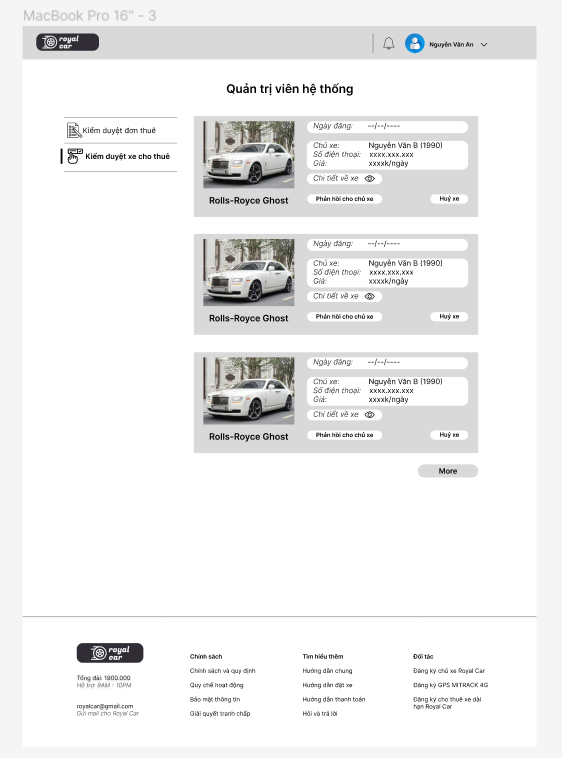 MacBook Pro 16" - 3
royal
car
Nguyễn Văn An
Quản trị viên hệ thống
Kiểm duyệt đơn thuê
Kiểm duyệt xe cho thuê
Ngày đăng: --/--/----
Chủ xe: Nguyễn Văn B (1990)
Số điện thoại: xxxx.xxx.xxx
Giá: xxxxk/ngày
Chi tiết về xe
Rolls-Royce Ghost
Phản hồi cho chủ xe
Huỷ xe
Ngày đăng: --/--/----
Chủ xe: Nguyễn Văn B (1990)
Số điện thoại: xxxx.xxx.xxx
Giá: xxxxk/ngày
Chi tiết về xe
Rolls-Royce Ghost
Phản hồi cho chủ xe
Huỷ xe
Ngày đăng: --/--/----
Chủ xe: Nguyễn Văn B (1990)
Số điện thoại: xxxx.xxx.xxx
Giá: xxxxk/ngày
Chi tiết về xe
Rolls-Royce Ghost
Phản hồi cho chủ xe
Huỷ xe
More
royal
car
Tổng đài: 1900.000
Hỗ trợ: 8AM - 10PM
royalcar@gmail.com
Gửi mail cho Royal Car
Chính sách
Chính sách và quy định
Quy chế hoạt động
Bảo mật thông tin
Giải quyết tranh chấp
Tìm hiểu thêm
Hướng dẫn chung
Hướng dẫn đặt xe
Hướng dẫn thanh toán
Hỏi và trả lời
Đối tác
Đăng ký chủ xe Royal Car
Đăng ký GPS MITRACK 4G
Đăng ký cho thuê xe dài
hạn Royal Car